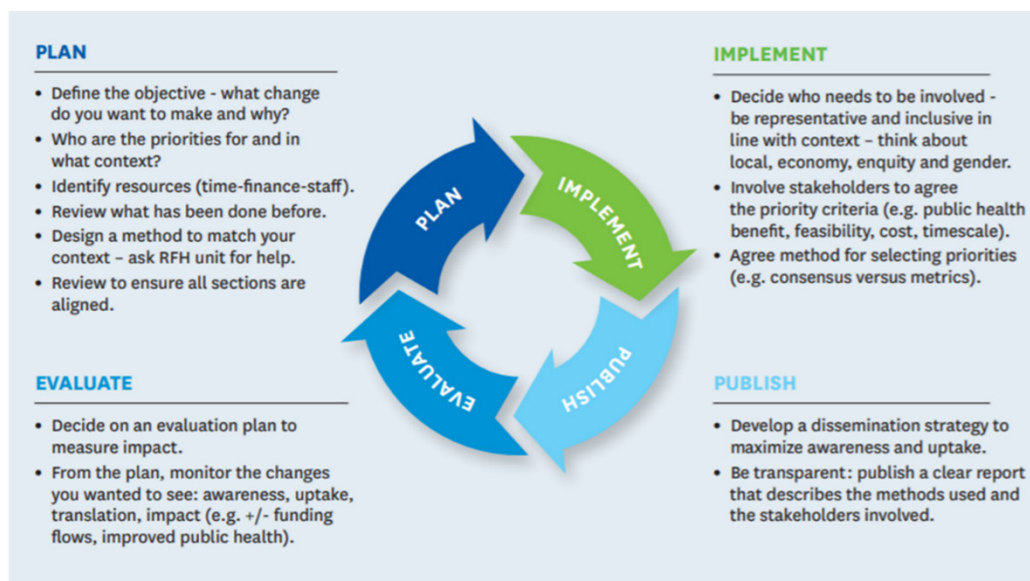 PLAN
• Define the objective - what change
do you want to make and why?
• Who are the priorities for and in
what context?
• Identify resources (time-finance-staff).
• Review what has been done before.
• Design a method to match your
context – ask RFH unit for help.
• Review to ensure all sections are
aligned.
IMPLEMENT
• Decide who needs to be involved -
be representative and inclusive in
line with context – think about
local, economy, enquity and gender.
• Involve stakeholders to agree
the priority criteria (e.g. public health
benefit, feasibility, cost, timescale).
• Agree method for selecting priorities
(e.g. consensus versus metrics).
PLAN
IMPLEMENT
PUBLISH
EVALUATE
EVALUATE
• Decide on an evaluation plan to
measure impact.
• From the plan, monitor the changes
you wanted to see: awareness, uptake,
translation, impact (e.g. +/- funding
flows, improved public health).
PUBLISH
• Develop a dissemination strategy to
maximize awareness and uptake.
• Be transparent: publish a clear report
that describes the methods used and
the stakeholders involved.